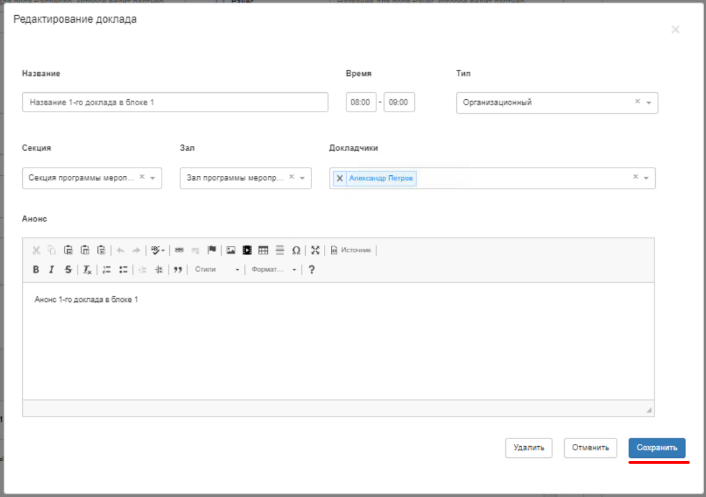 Редактирование доклада
×
Название
Время
Тип
Название 1-го доклада в блоке 1
08:00 - 09:00
Организационный
Секция
Зал
Докладчики
Секция программы мероп...
Зал программы меропр...
Александр Петров
Анонс
Источник
Стили
Формат...
Анонс 1-го доклада в блоке 1
Удалить
Отменить
Сохранить